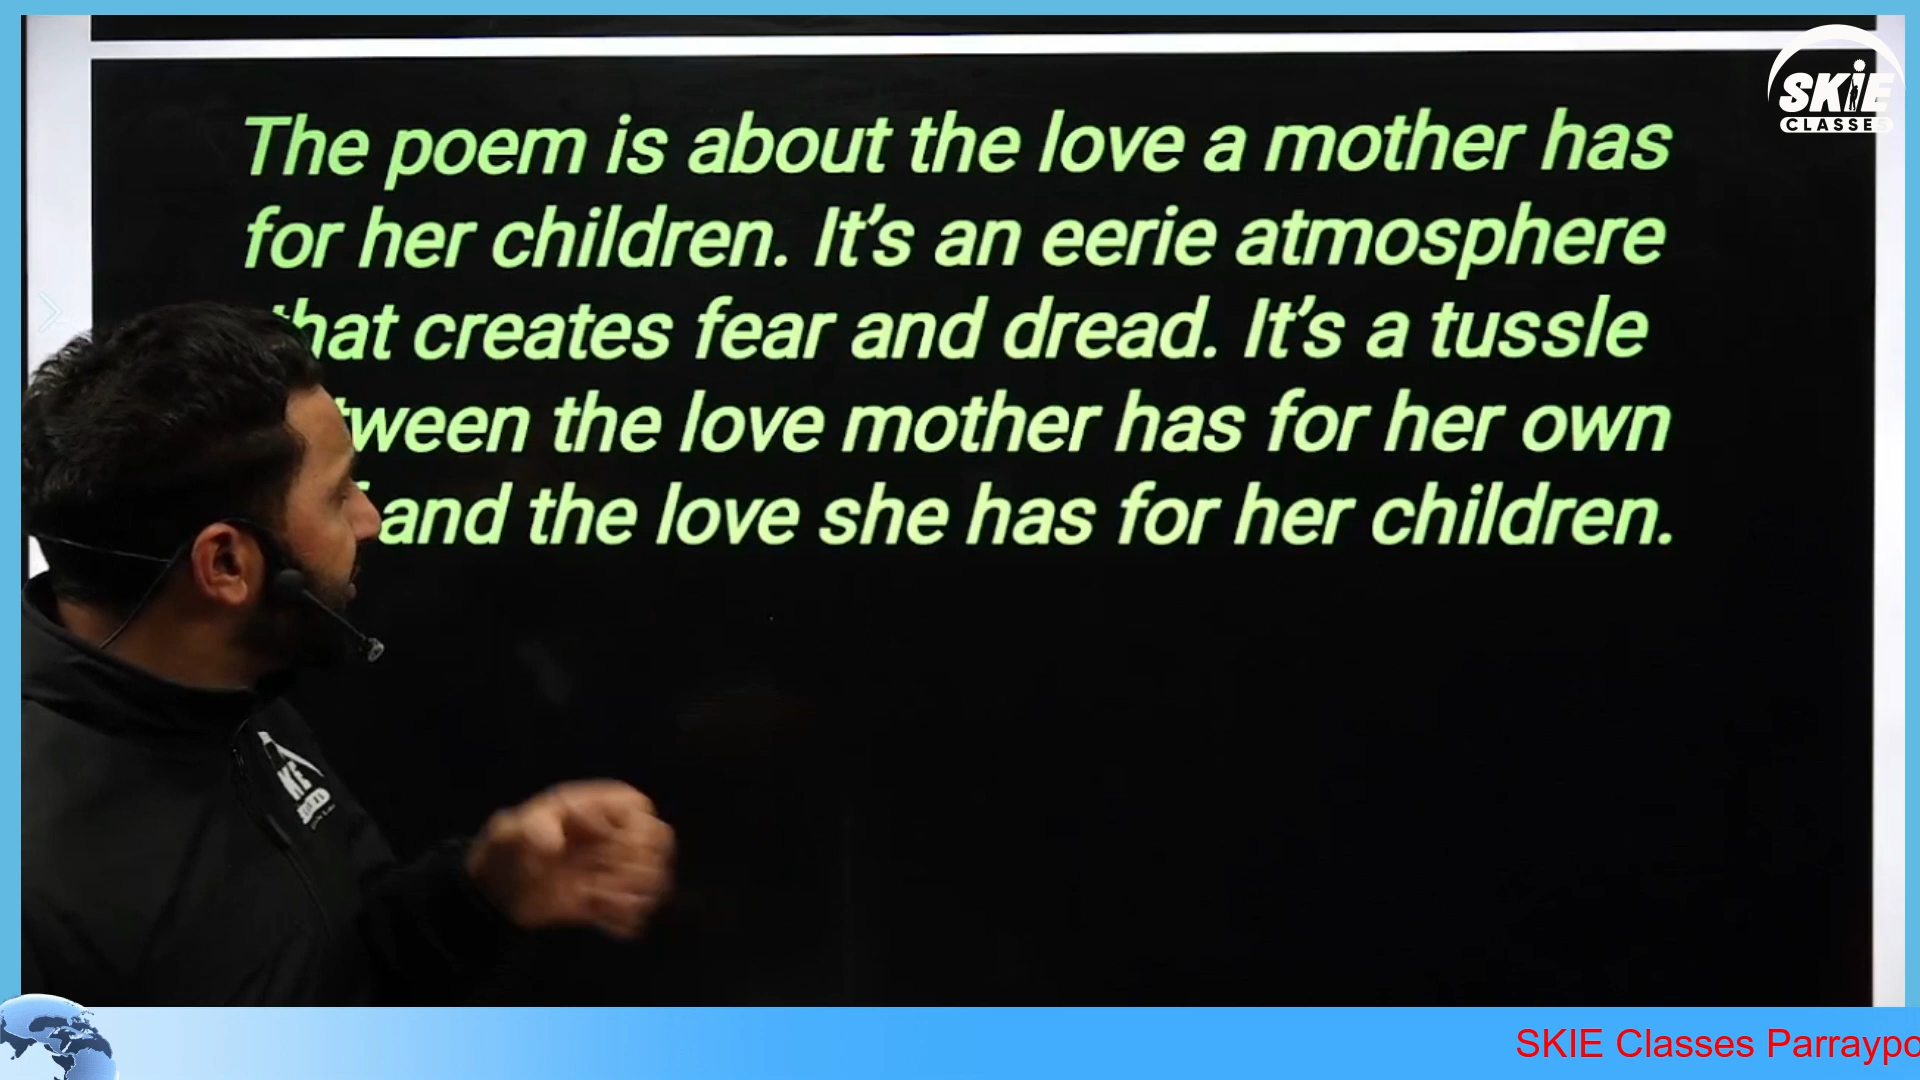 SKIE
CLASSES
The poem is about the love a mother has
for her children. It's an eerie atmosphere
that creates fear and dread. It's a tussle
tween the love mother has for her own
and the love she has for her children.
SKIE Classes Parraypo